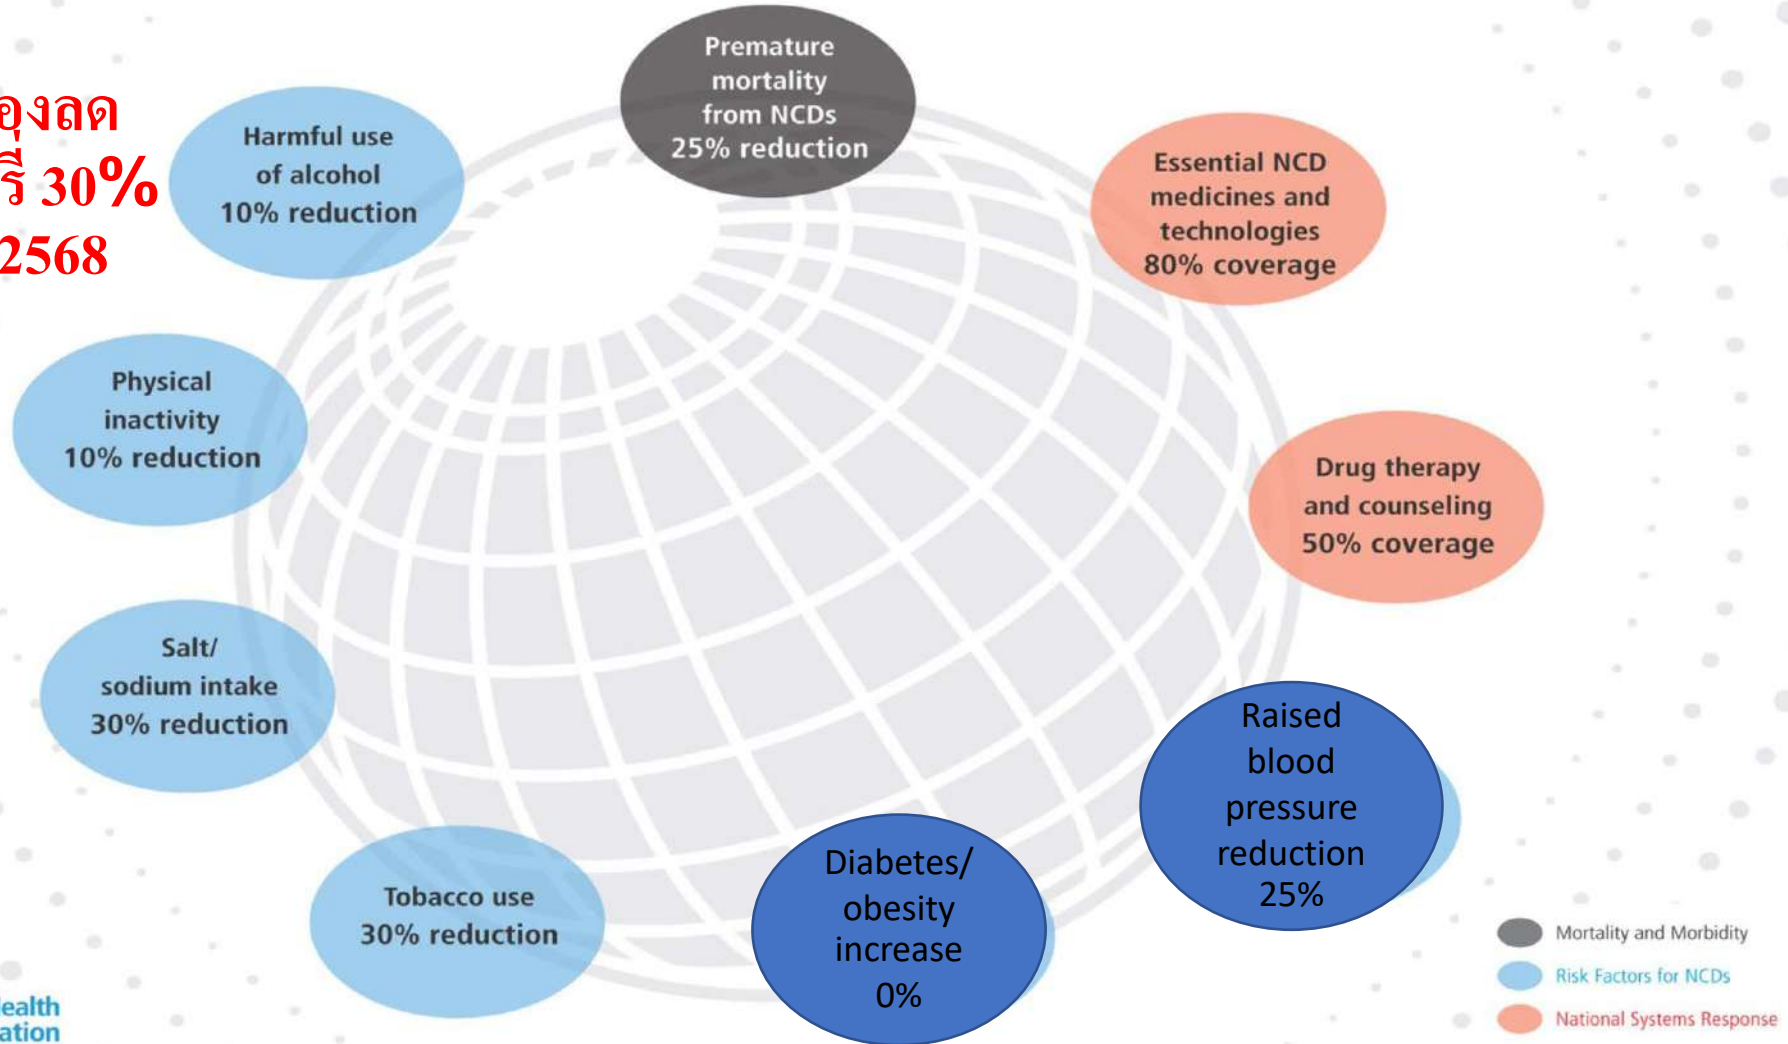 Premature
mortality
from NCDs
25% reduction
องลด
รี่ 30%
2568
Harmful use
of alcohol
10% reduction
Essential NCD
medicines and
technologies
80% coverage
Physical
inactivity
10% reduction
Drug therapy
and counseling
50% coverage
Salt/
sodium intake
30% reduction
Raised
blood
pressure
reduction
25%
Tobacco use
30% reduction
Diabetes/
obesity
increase
0%
Mortality and Morbidity
Risk Factors for NCDs
National Systems Response
ealth
ation